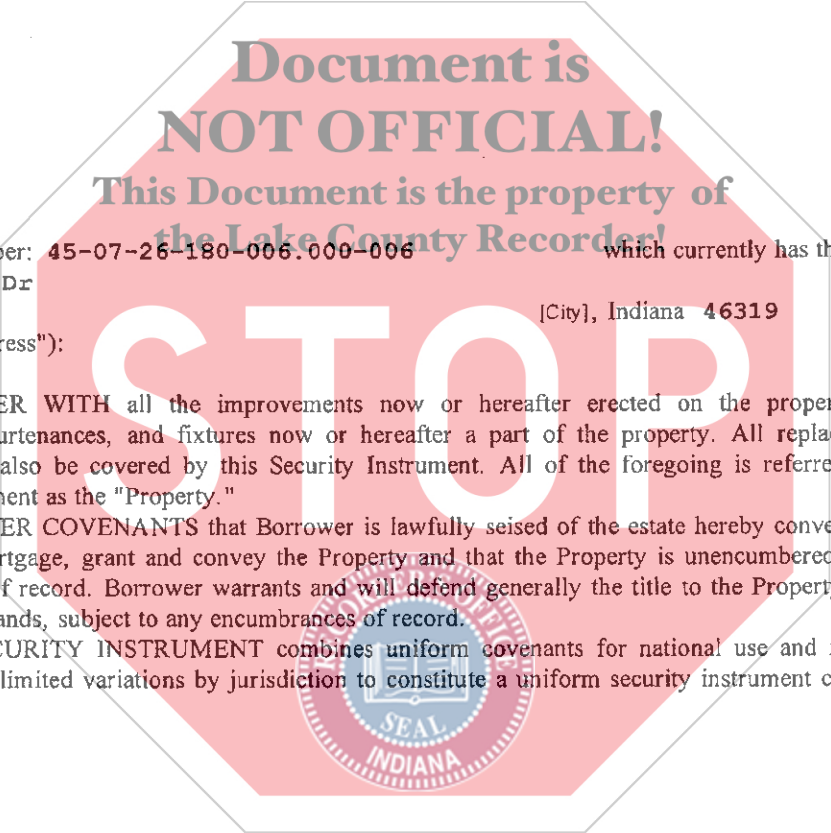 Document is
NOT OFFICIAL!
This Document is the property of
the Lake County Recorder!
er: 45-07-26-180-006.000-006 which currently has th
Dr
[City], Indiana 46319
ress"):
STOP
ER WITH all the improvements now or hereafter erected on the proper
urtenances, and fixtures now or hereafter a part of the property. All repla
also be covered by this Security Instrument. All of the foregoing is referre
ent as the "Property."
ER COVENANTS that Borrower is lawfully seised of the estate hereby conve
rtgage, grant and convey the Property and that the Property is unencumbered
f record. Borrower warrants and will defend generally the title to the Property
ands, subject to any encumbrances of record.
CURITY INSTRUMENT combines uniform covenants for national use and
limited variations by jurisdiction to constitute a uniform security instrument c
RECORDER'S OFFICE
SEAL
INDIANA